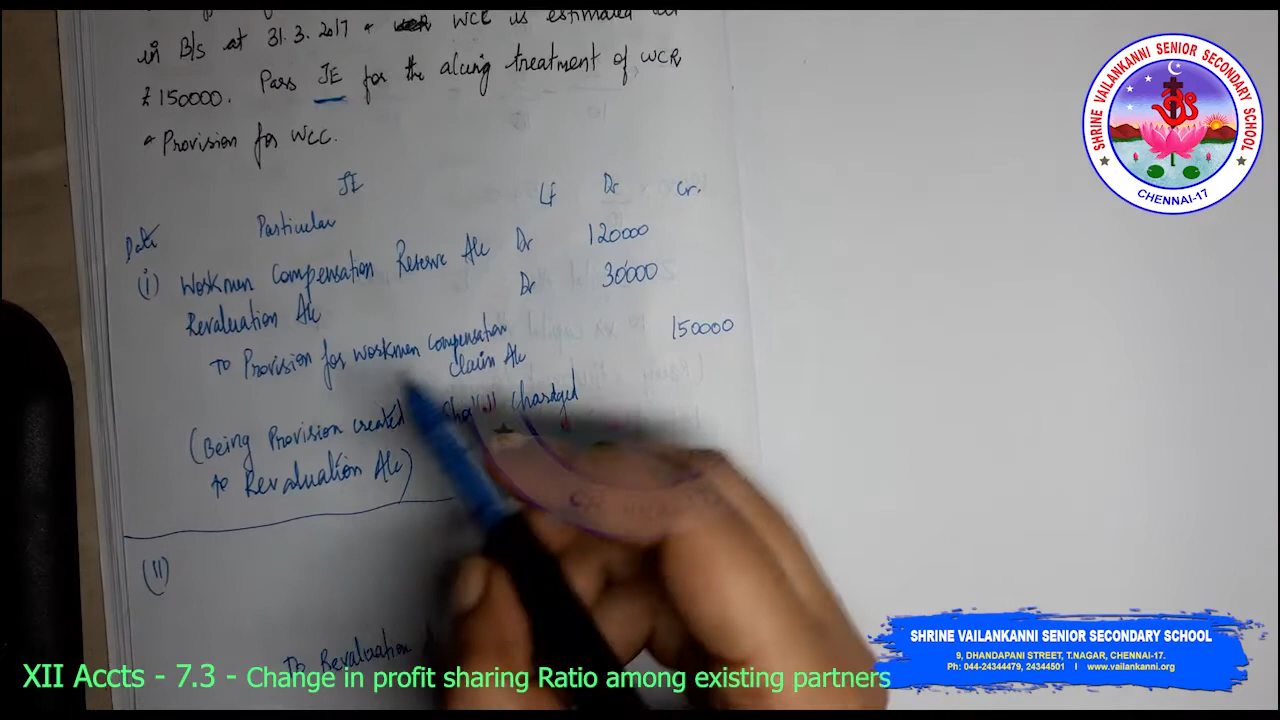 WCC is estimated
in B/s at 31.3.2017 &
₹150000. Pass JE for the acc'ing treatment of WCR
& Provision for WCC.
JE
Date Particular LF Dr Cr.
(i) Workmen Compensation Reserve A/c Dr 120000
Revaluation A/c Dr 30000
To Provision for workmen compensation 150000
claim A/c
(Being Provision created charged
to Revaluation A/c)
(ii)
To Revaluation
SHRINE VAILANKANNI SENIOR SECONDARY SCHOOL
CHENNAI-17
SHRINE VAILANKANNI SENIOR SECONDARY SCHOOL
9, DHANDAPANI STREET, T.NAGAR, CHENNAI-17.
Ph: 044-24344479, 24344501 I www.vailankanni.org
XII Accts - 7.3 - Change in profit sharing Ratio among existing partners